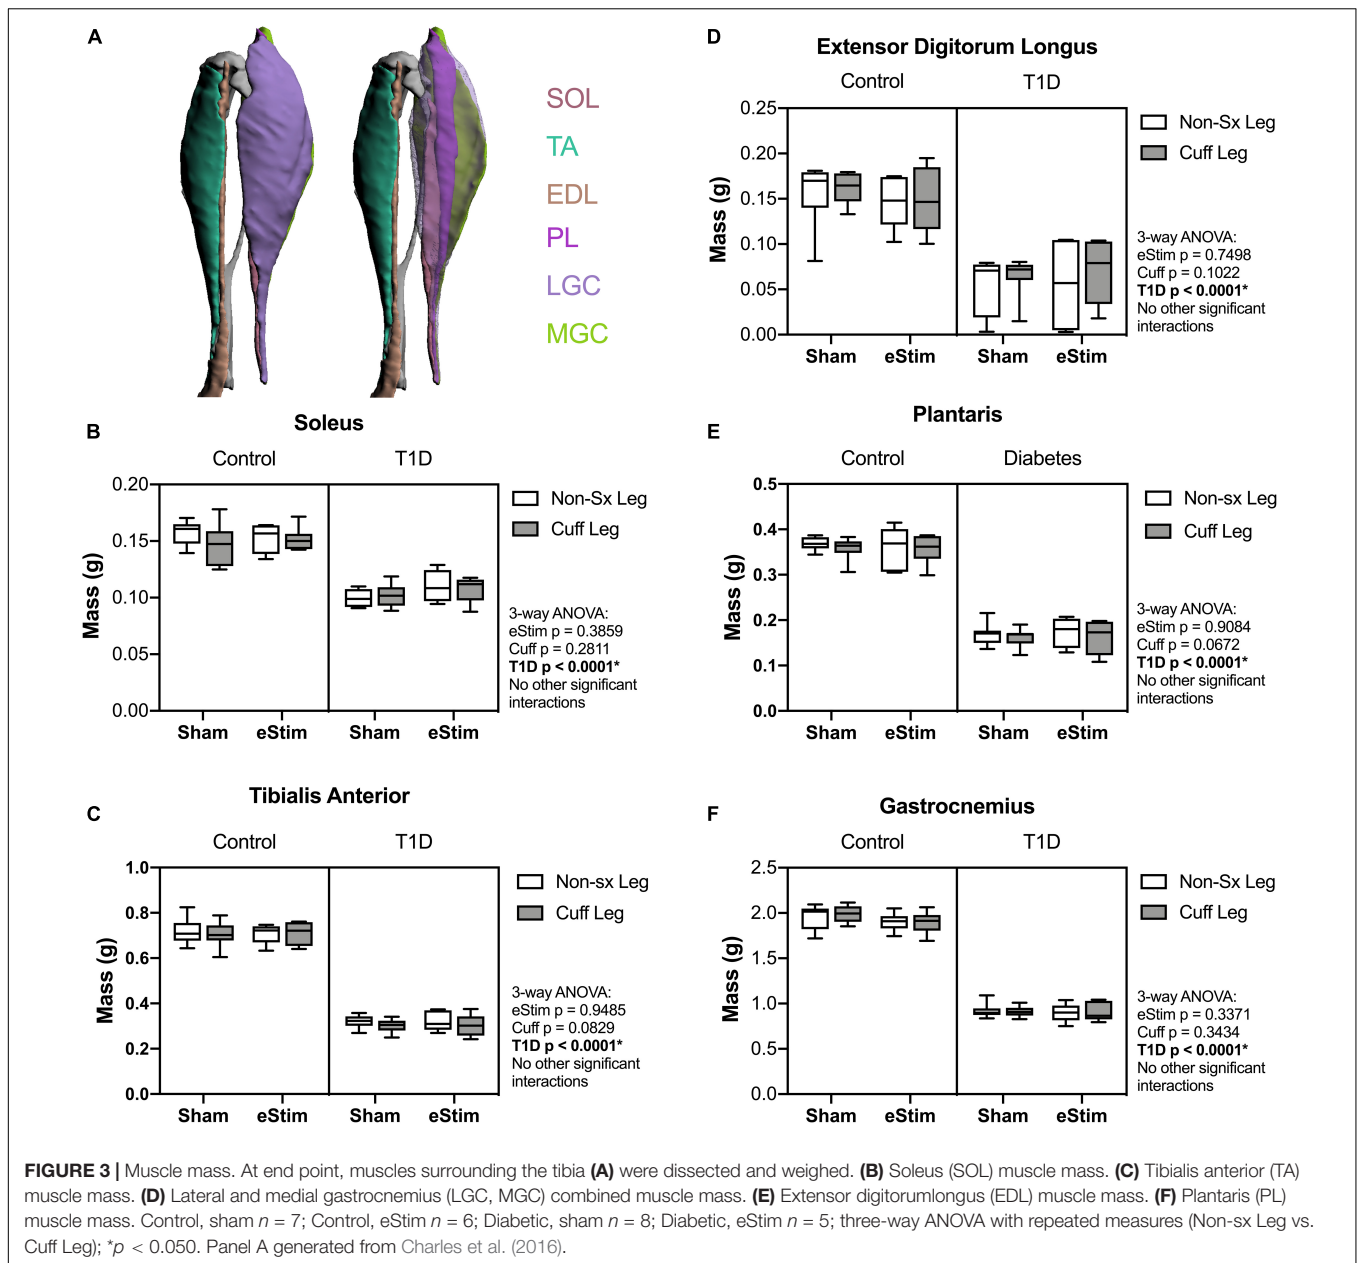 A
SOL
TA
EDL
PL
LGC
MGC
B
Soleus
Control
T1D
0.20
0.15
0.10
0.05
0.00
Mass (g)
Sham
eStim
Sham
eStim
Non-Sx Leg
Cuff Leg
3-way ANOVA:
eStim p = 0.3859
Cuff p = 0.2811
T1D p < 0.0001*
No other significant
interactions
C
Tibialis Anterior
Control
T1D
1.0
0.8
0.6
0.4
0.2
0.0
Mass (g)
Sham
eStim
Sham
eStim
Non-sx Leg
Cuff Leg
3-way ANOVA:
eStim p = 0.9485
Cuff p = 0.0829
T1D p < 0.0001*
No other significant
interactions
D
Extensor Digitorum Longus
Control
T1D
0.25
0.20
0.15
0.10
0.05
0.00
Mass (g)
Sham
eStim
Sham
eStim
Non-Sx Leg
Cuff Leg
3-way ANOVA:
eStim p = 0.7498
Cuff p = 0.1022
T1D p < 0.0001*
No other significant
interactions
E
Plantaris
Control
Diabetes
0.5
0.4
0.3
0.2
0.1
0.0
Mass (g)
Sham
eStim
Sham
eStim
Non-sx Leg
Cuff Leg
3-way ANOVA:
eStim p = 0.9084
Cuff p = 0.0672
T1D p < 0.0001*
No other significant
interactions
F
Gastrocnemius
Control
T1D
2.5
2.0
1.5
1.0
0.5
0.0
Mass (g)
Sham
eStim
Sham
eStim
Non-Sx Leg
Cuff Leg
3-way ANOVA:
eStim p = 0.3371
Cuff p = 0.3434
T1D p < 0.0001*
No other significant
interactions
FIGURE 3 | Muscle mass. At end point, muscles surrounding the tibia (A) were dissected and weighed. (B) Soleus (SOL) muscle mass. (C) Tibialis anterior (TA)
muscle mass. (D) Lateral and medial gastrocnemius (LGC, MGC) combined muscle mass. (E) Extensor digitorumlongus (EDL) muscle mass. (F) Plantaris (PL)
muscle mass. Control, sham n = 7; Control, eStim n = 6; Diabetic, sham n = 8; Diabetic, eStim n = 5; three-way ANOVA with repeated measures (Non-sx Leg vs.
Cuff Leg); *p < 0.050. Panel A generated from Charles et al. (2016).